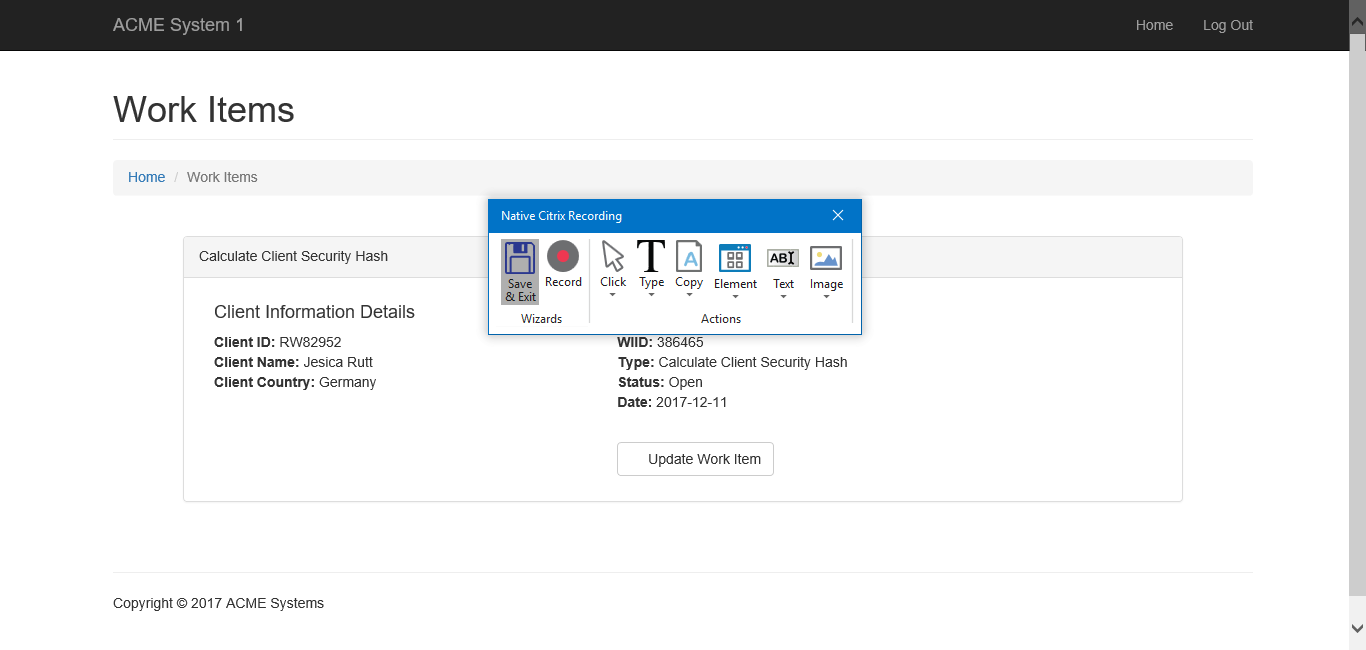 ACME System 1 Home Log Out
Work Items
Home / Work Items
Native Citrix Recording
Calculate Client Security Hash
Save & Exit
Record
Click
Type
Copy
Element
Text
Image
Wizards
Actions
Client Information Details
Client ID: RW82952
Client Name: Jesica Rutt
Client Country: Germany
WIID: 386465
Type: Calculate Client Security Hash
Status: Open
Date: 2017-12-11
Update Work Item
Copyright © 2017 ACME Systems